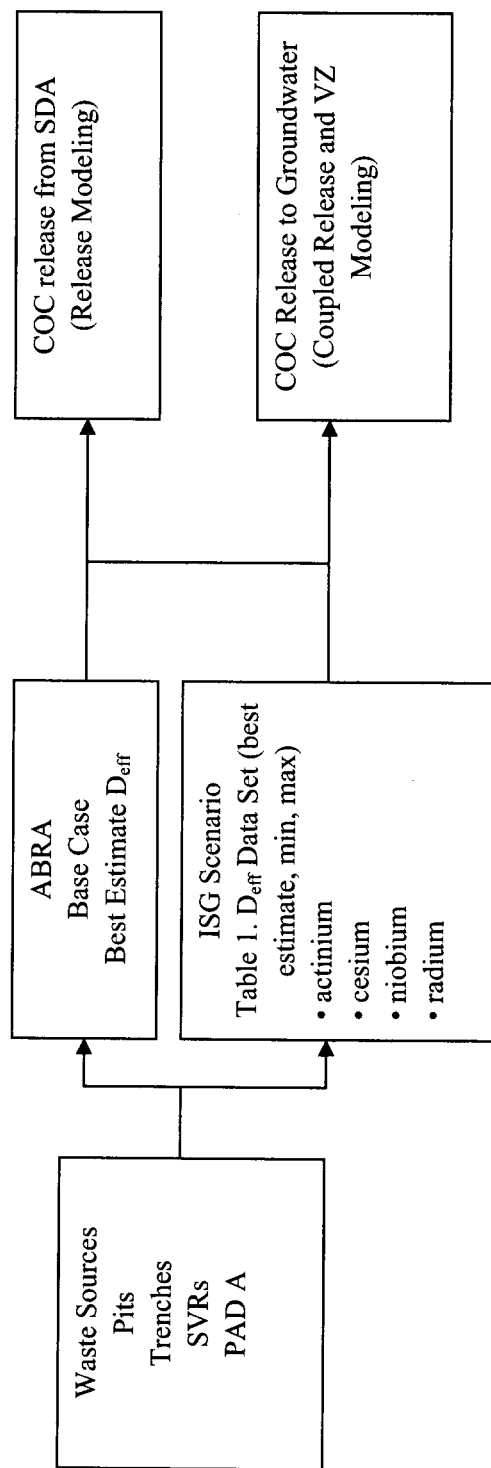 Waste Sources
Pits
Trenches
SVRs
PAD A
ABRA
Base Case
Best Estimate Deff
ISG Scenario
Table 1. Deff Data Set (best
estimate, min, max)
• actinium
• cesium
• niobium
• radium
COC release from SDA
(Release Modeling)
COC Release to Groundwater
(Coupled Release and VZ
Modeling)